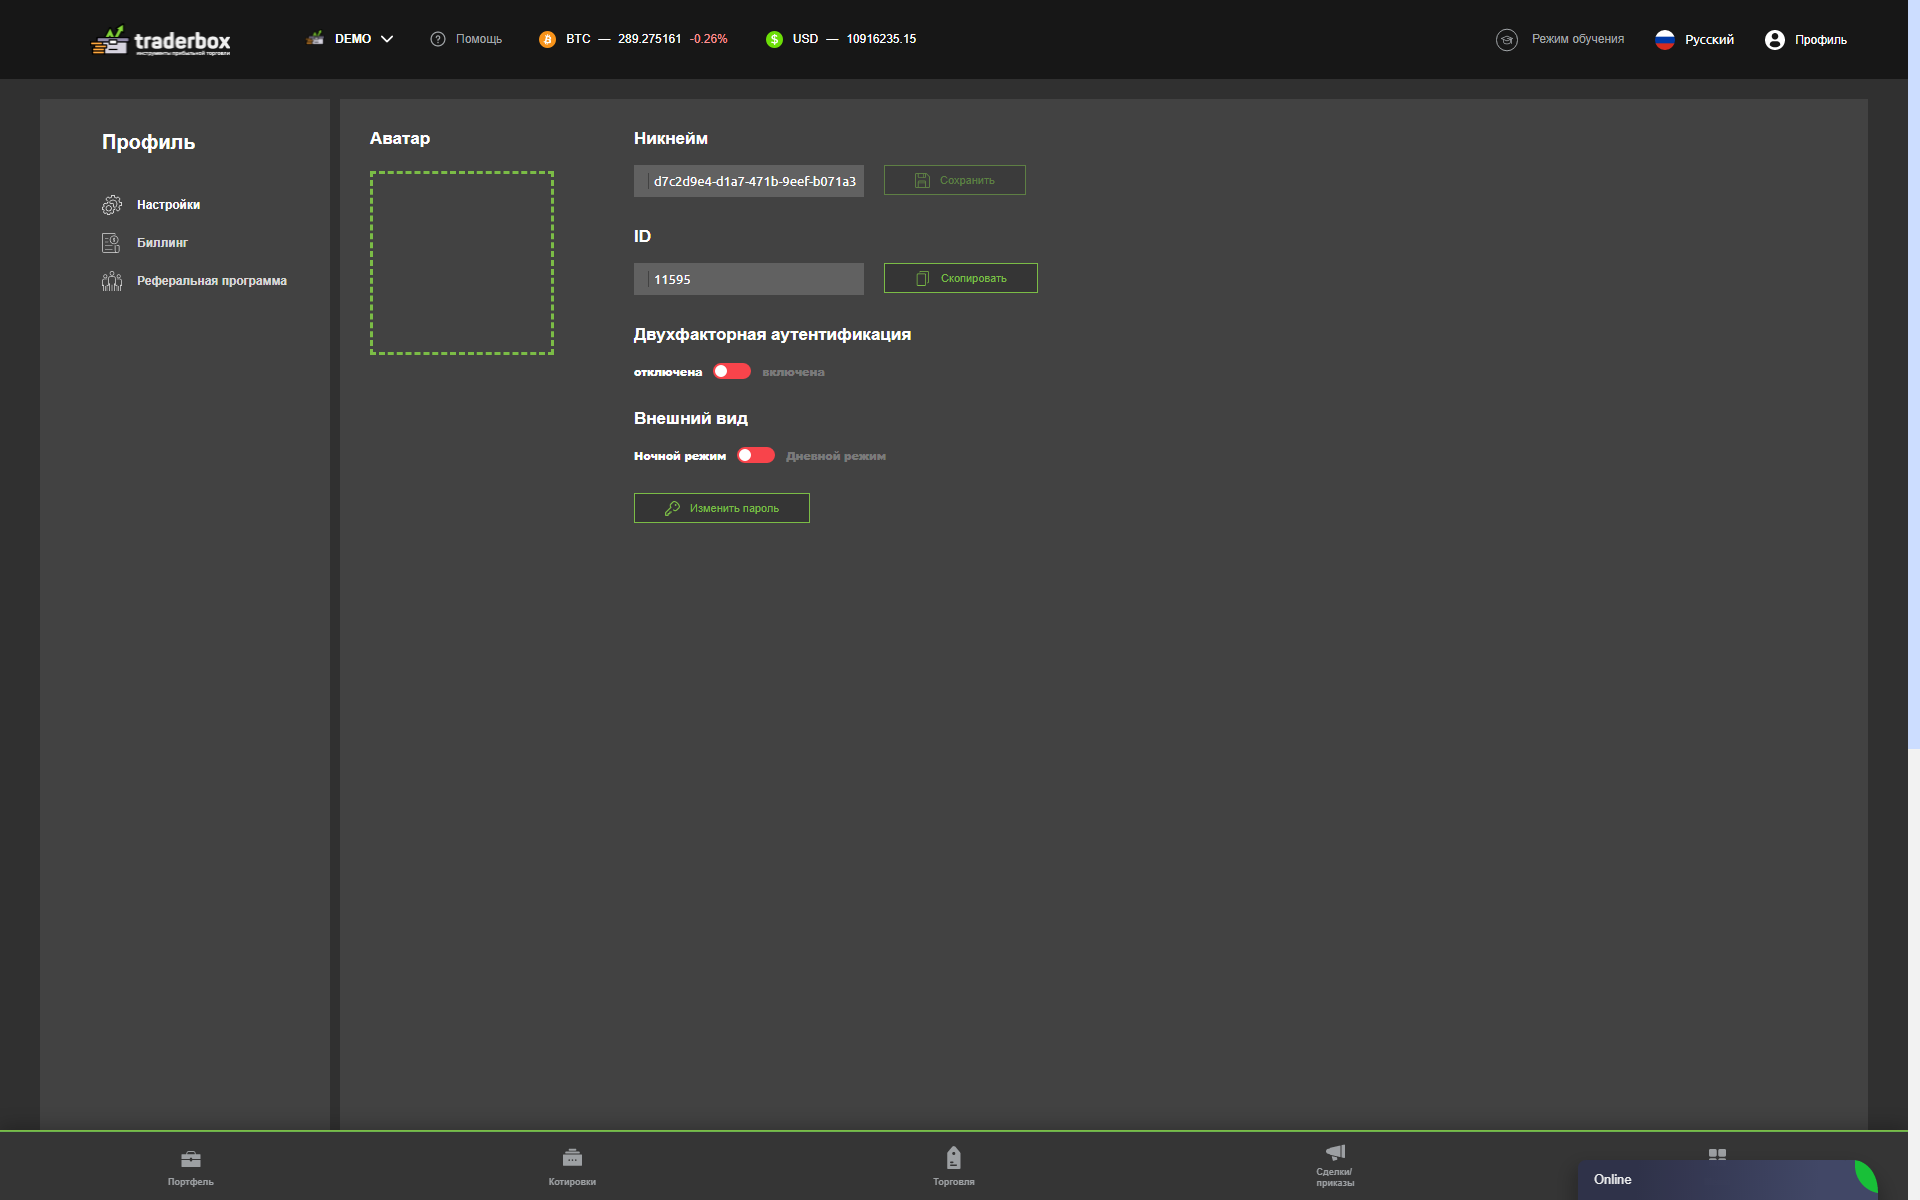 traderbox
инструменты прибыльной торговли
DEMO
Помощь
BTC — 289.275161 -0.26%
USD — 10916235.15
Режим обучения
Русский
Профиль
Профиль
Настройки
Биллинг
Реферальная программа
Аватар
Никнейм
d7c2d9e4-d1a7-471b-9eef-b071a3
Сохранить
ID
11595
Скопировать
Двухфакторная аутентификация
отключена
включена
Внешний вид
Ночной режим
Дневной режим
Изменить пароль
Портфель
Котировки
Торговля
Сделки/
приказы
Online